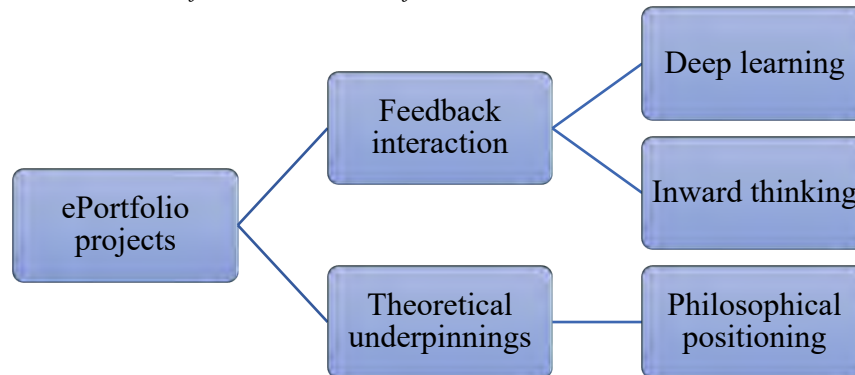 Deep learning
Feedback
interaction
Inward thinking
ePortfolio
projects
Theoretical
underpinnings
Philosophical
positioning